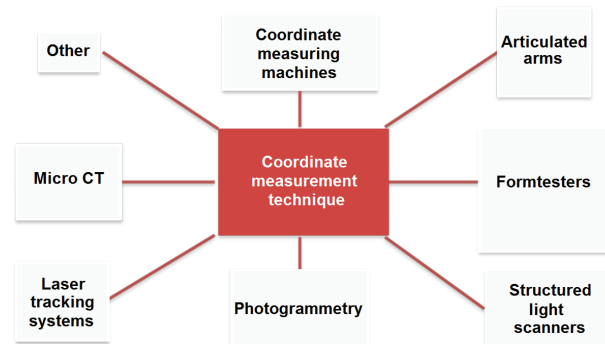 Other
Coordinate
measuring
machines
Articulated
arms
Micro CT
Coordinate
measurement
technique
Formtesters
Laser
tracking
systems
Photogrammetry
Structured
light
scanners